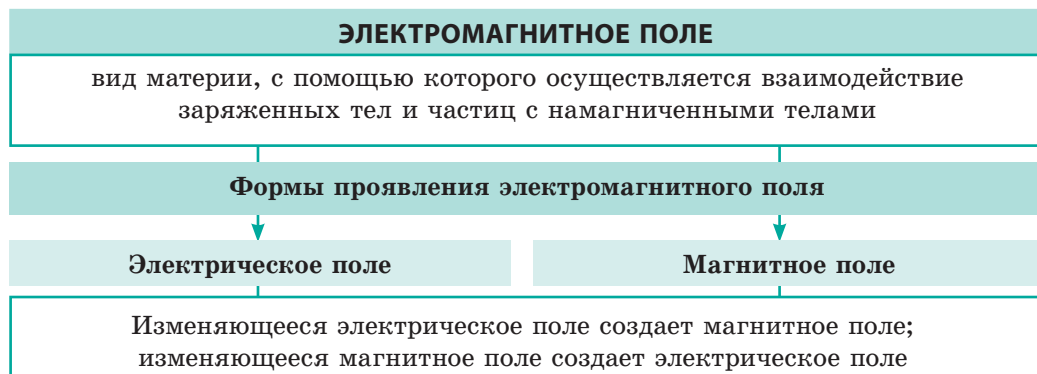 ЭЛЕКТРОМАГНИТНОЕ ПОЛЕ
вид материи, с помощью которого осуществляется взаимодействие
заряженных тел и частиц с намагниченными телами
Формы проявления электромагнитного поля
Электрическое поле
Магнитное поле
Изменяющееся электрическое поле создает магнитное поле;
изменяющееся магнитное поле создает электрическое поле